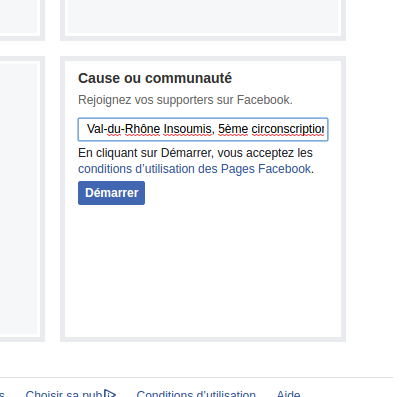 Cause ou communauté
Rejoignez vos supporters sur Facebook.
Val-du-Rhône Insoumis, 5ème circonscription
En cliquant sur Démarrer, vous acceptez les
conditions d’utilisation des Pages Facebook.
Démarrer
Choisir sa pub Conditions d’utilisation Aide